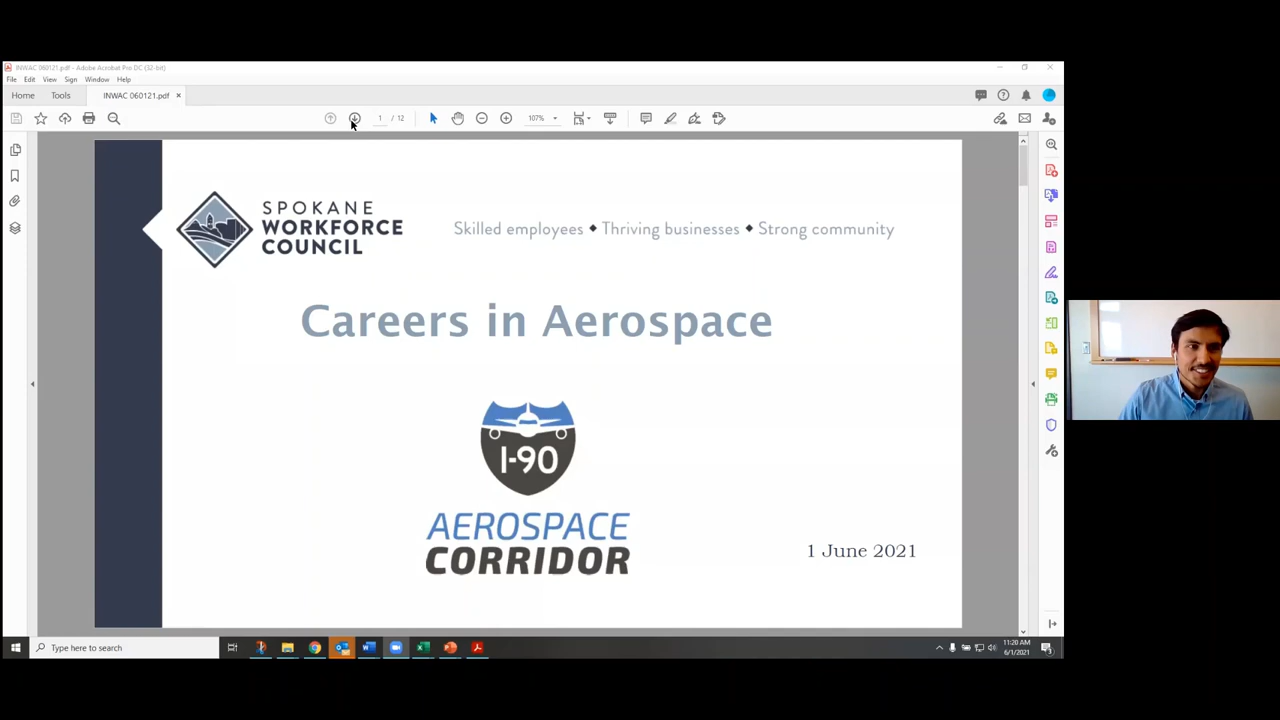 INWAC 060121.pdf - Adobe Acrobat Pro DC (32-bit)
File Edit View Sign Window Help
Home Tools INWAC 060121.pdf ×
1 / 12 107%
SPOKANE
WORKFORCE
COUNCIL
Skilled employees ◆ Thriving businesses ◆ Strong community
Careers in Aerospace
I-90
AEROSPACE
CORRIDOR
1 June 2021
Type here to search
11:20 AM
6/1/2021